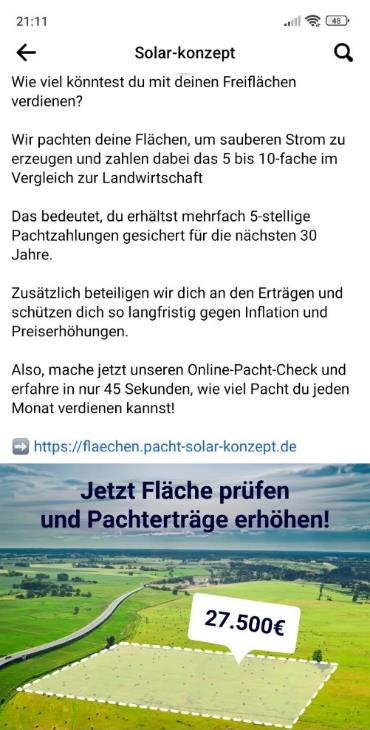 21:11
48
Solar-konzept
Wie viel könntest du mit deinen Freiflächen
verdienen?
Wir pachten deine Flächen, um sauberen Strom zu
erzeugen und zahlen dabei das 5 bis 10-fache im
Vergleich zur Landwirtschaft
Das bedeutet, du erhältst mehrfach 5-stellige
Pachtzahlungen gesichert für die nächsten 30
Jahre.
Zusätzlich beteiligen wir dich an den Erträgen und
schützen dich so langfristig gegen Inflation und
Preiserhöhungen.
Also, mache jetzt unseren Online-Pacht-Check und
erfahre in nur 45 Sekunden, wie viel Pacht du jeden
Monat verdienen kannst!
➡️ https://flaechen.pacht-solar-konzept.de
Jetzt Fläche prüfen
und Pachterträge erhöhen!
27.500€